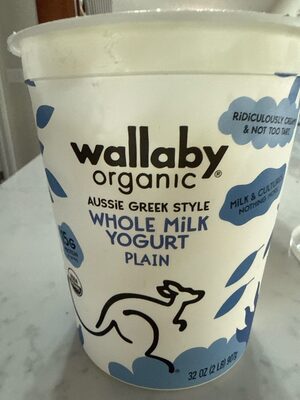 RiDiCULOUSLY
& NOT TOO TART.
wallaby
organic®
AUSSiE GREEK STYLE
MILK & CULTURES
NOTHING
WHOLE MiLK
YOGURT
PLAIN
32 OZ (2 LB) 907g